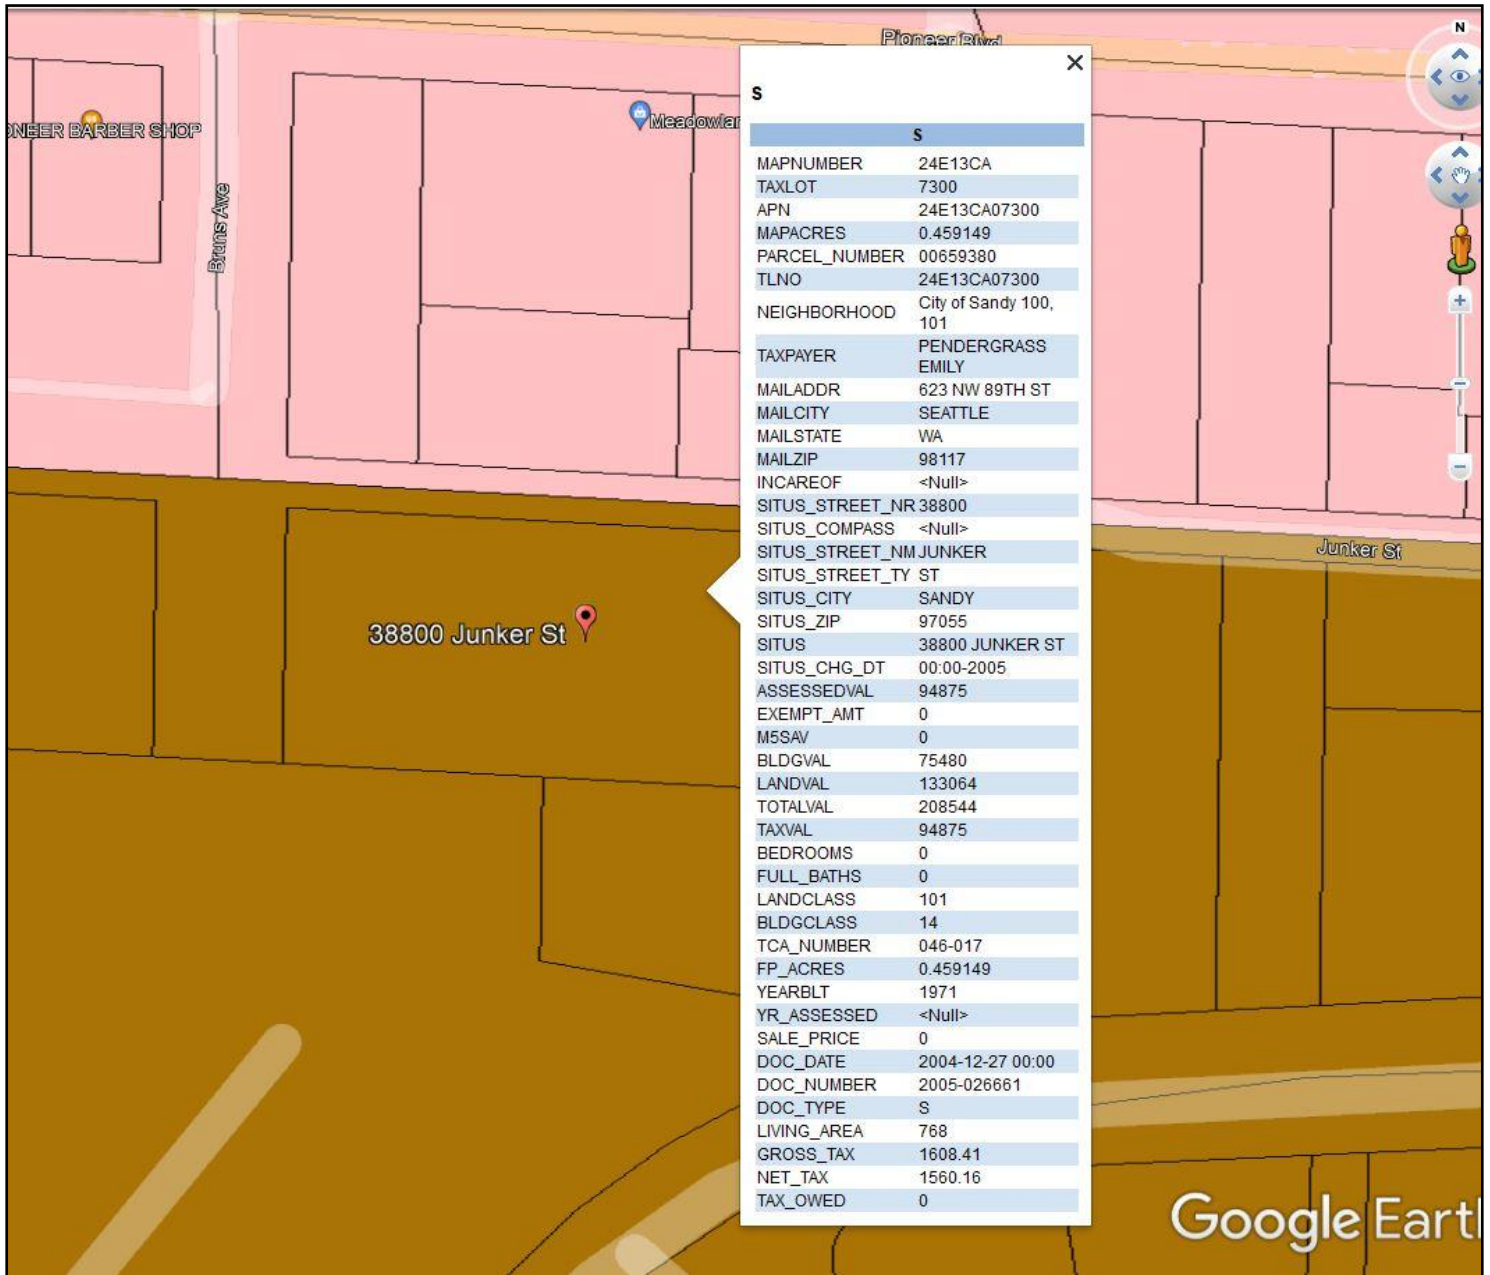 Pioneer Blvd
N
NEER BARBER SHOP
Meadowlar
Bruns Ave
S
S
MAPNUMBER 24E13CA
TAXLOT 7300
APN 24E13CA07300
MAPACRES 0.459149
PARCEL_NUMBER 00659380
TLNO 24E13CA07300
NEIGHBORHOOD City of Sandy 100,
101
TAXPAYER PENDERGRASS
EMILY
MAILADDR 623 NW 89TH ST
MAILCITY SEATTLE
MAILSTATE WA
MAILZIP 98117
INCAREOF <Null>
SITUS_STREET_NR 38800
SITUS_COMPASS <Null>
SITUS_STREET_NM JUNKER
SITUS_STREET_TY ST
SITUS_CITY SANDY
SITUS_ZIP 97055
SITUS 38800 JUNKER ST
SITUS_CHG_DT 00:00-2005
ASSESSEDVAL 94875
EXEMPT_AMT 0
M5SAV 0
BLDGVAL 75480
LANDVAL 133064
TOTALVAL 208544
TAXVAL 94875
BEDROOMS 0
FULL_BATHS 0
LANDCLASS 101
BLDGCLASS 14
TCA_NUMBER 046-017
FP_ACRES 0.459149
YEARBLT 1971
YR_ASSESSED <Null>
SALE_PRICE 0
DOC_DATE 2004-12-27 00:00
DOC_NUMBER 2005-026661
DOC_TYPE S
LIVING_AREA 768
GROSS_TAX 1608.41
NET_TAX 1560.16
TAX_OWED 0
Junker St
38800 Junker St
Google Eart